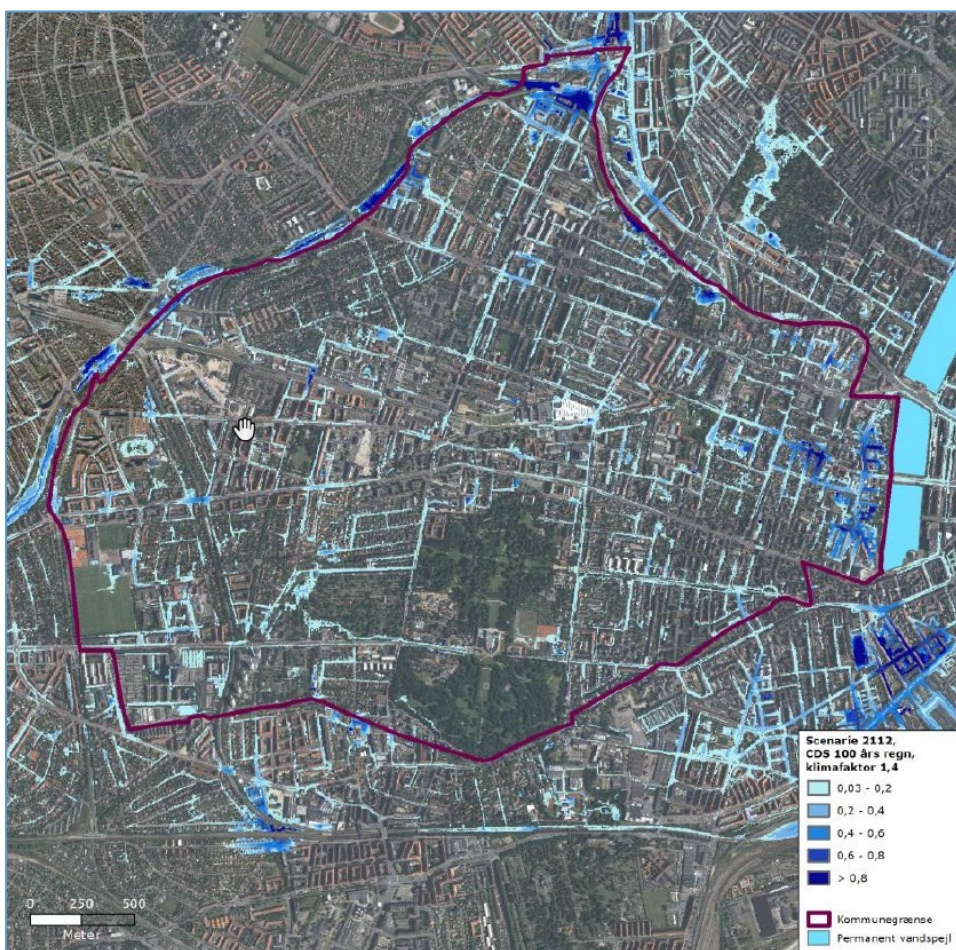 Scenarie 2112,
CDS 100 års regn,
klimafaktor 1,4
0,03 - 0,2
0,2 - 0,4
0,4 - 0,6
0,6 - 0,8
> 0,8
Kommunegrænse
Permanent vandspejl
0 250 500
Meter